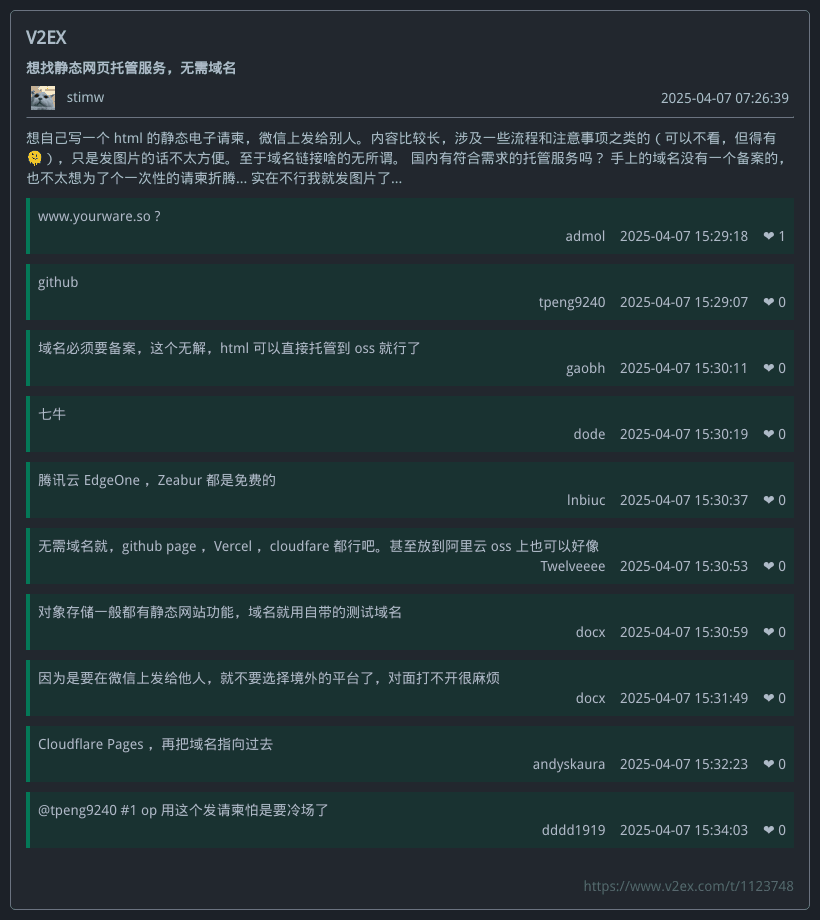 V2EX
想找静态网页托管服务，无需域名
stimw 2025-04-07 07:26:39
想自己写一个 html 的静态电子请柬，微信上发给别人。内容比较长，涉及一些流程和注意事项之类的（可以不看，但得有
🫠），只是发图片的话不太方便。至于域名链接啥的无所谓。 国内有符合需求的托管服务吗？ 手上的域名没有一个备案的，
也不太想为了个一次性的请柬折腾... 实在不行我就发图片了...
www.yourware.so ?
admol 2025-04-07 15:29:18 ❤ 1
github
tpeng9240 2025-04-07 15:29:07 ❤ 0
域名必须要备案，这个无解，html 可以直接托管到 oss 就行了
gaobh 2025-04-07 15:30:11 ❤ 0
七牛
dode 2025-04-07 15:30:19 ❤ 0
腾讯云 EdgeOne ，Zeabur 都是免费的
lnbiuc 2025-04-07 15:30:37 ❤ 0
无需域名就，github page ，Vercel ，cloudfare 都行吧。甚至放到阿里云 oss 上也可以好像
Twelveeee 2025-04-07 15:30:53 ❤ 0
对象存储一般都有静态网站功能，域名就用自带的测试域名
docx 2025-04-07 15:30:59 ❤ 0
因为是要在微信上发给他人，就不要选择境外的平台了，对面打不开很麻烦
docx 2025-04-07 15:31:49 ❤ 0
Cloudflare Pages ，再把域名指向过去
andyskaura 2025-04-07 15:32:23 ❤ 0
@tpeng9240 #1 op 用这个发请柬怕是要冷场了
dddd1919 2025-04-07 15:34:03 ❤ 0
https://www.v2ex.com/t/1123748